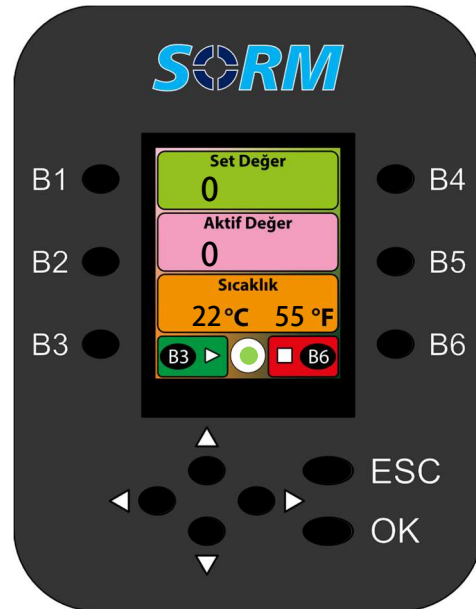 SORM
B1
B4
Set Değer
0
B2
B5
Aktif Değer
0
B3
B6
Sıcaklık
22 °C 55 °F
B3
B6
ESC
OK